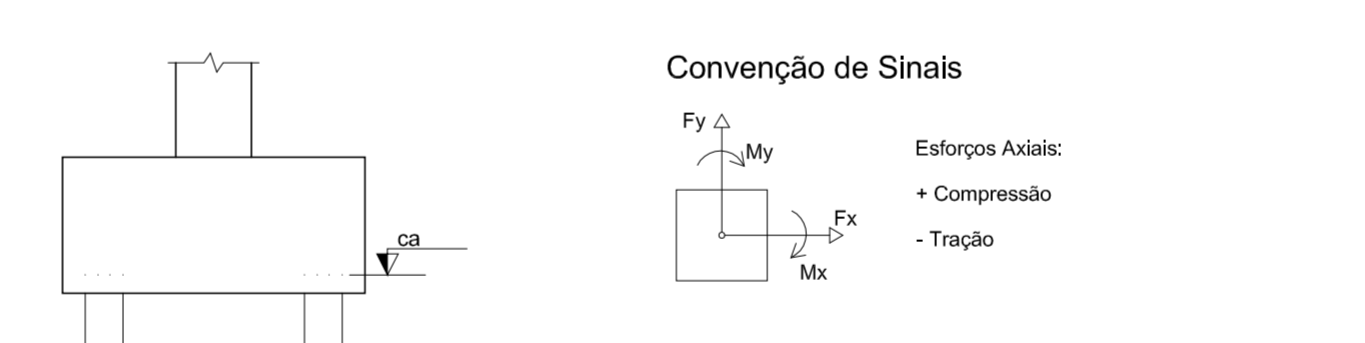 Convenção de Sinais
Fy
My
Esforços Axiais:
+ Compressão
Fx
ca
- Tração
Mx